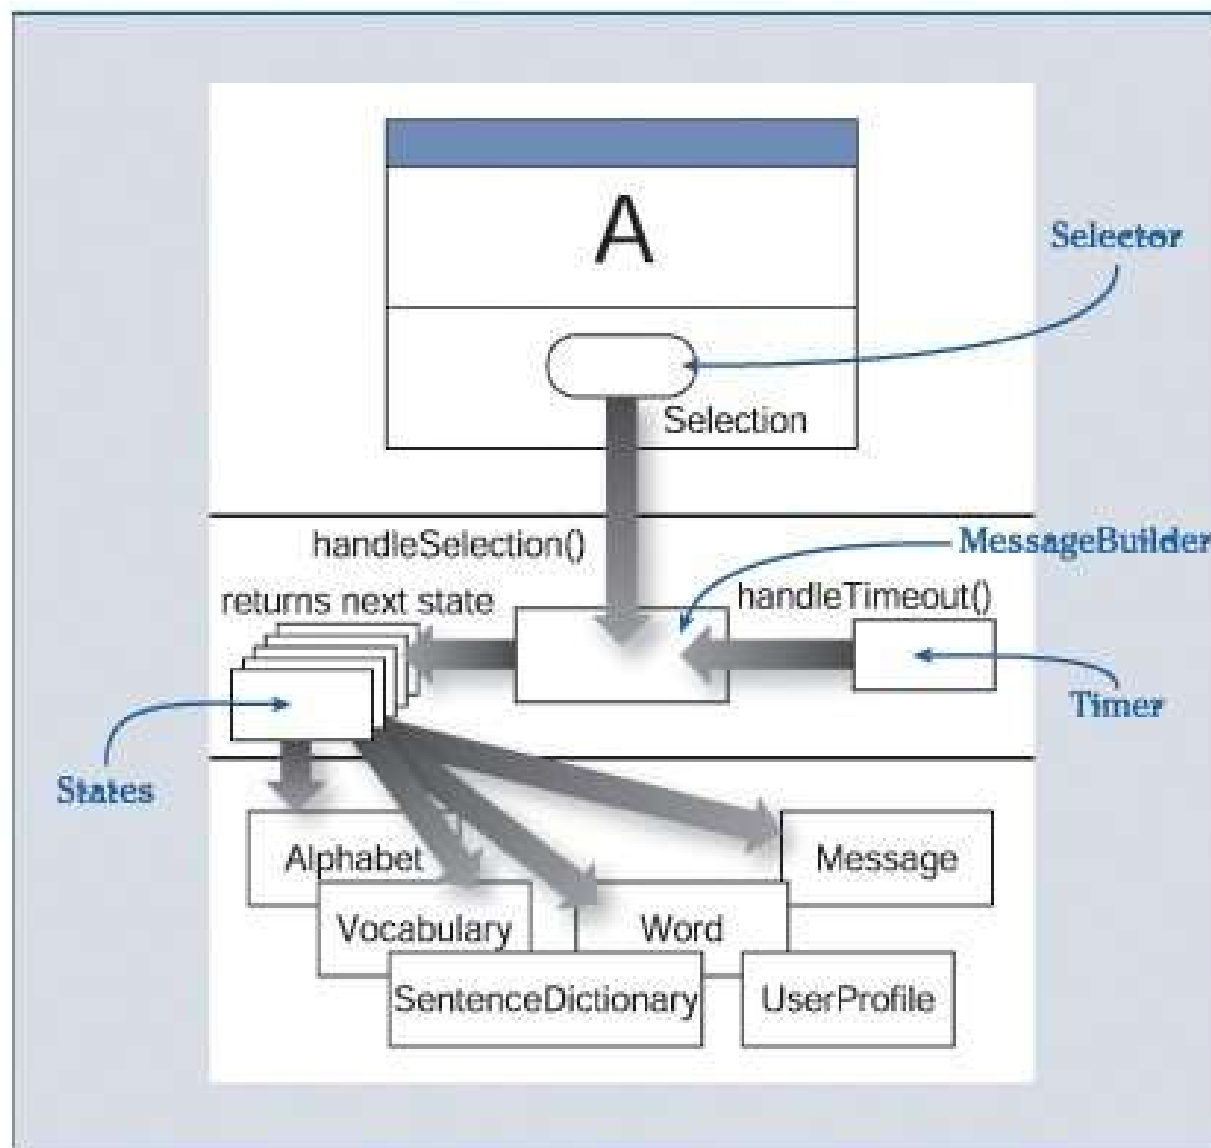 A
Selector
Selection
handleSelection()
MessageBuilder
returns next state
handleTimeout()
Timer
States
Alphabet
Message
Vocabulary
Word
SentenceDictionary
UserProfile